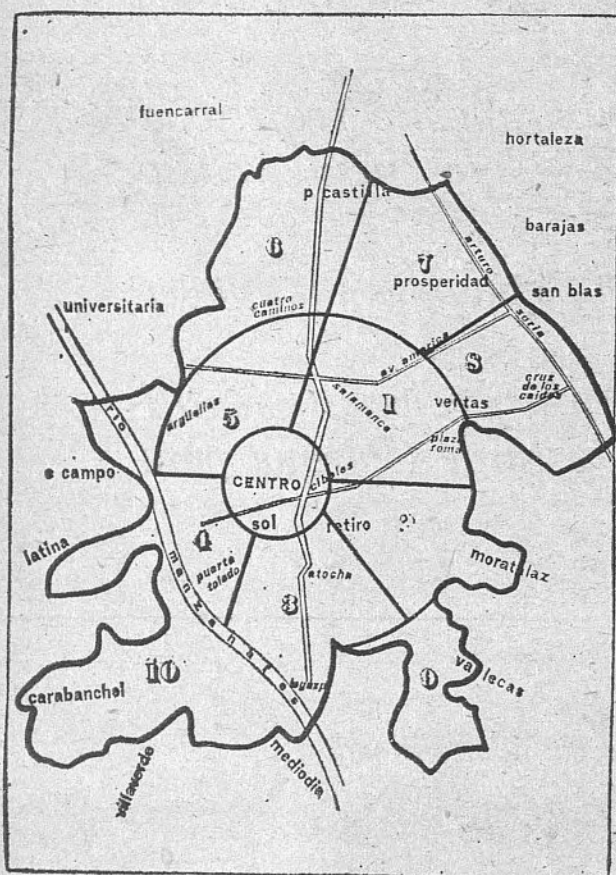 fuencarral
hortaleza
p castilla
barajas
6
7
arturo
prosperidad
san blas
universitaria
cuatro
caminos
soria
av. america
cruz
de los
caidos
salamanca
1
ventas
argüelles
5
plaza
roma
rio
c campo
CENTRO
cibeles
sol
retiro
latina
4
puerta
toledo
atocha
moratalaz
manzanares
3
10
9
vallecas
carabanchel
mediodia
villaverde